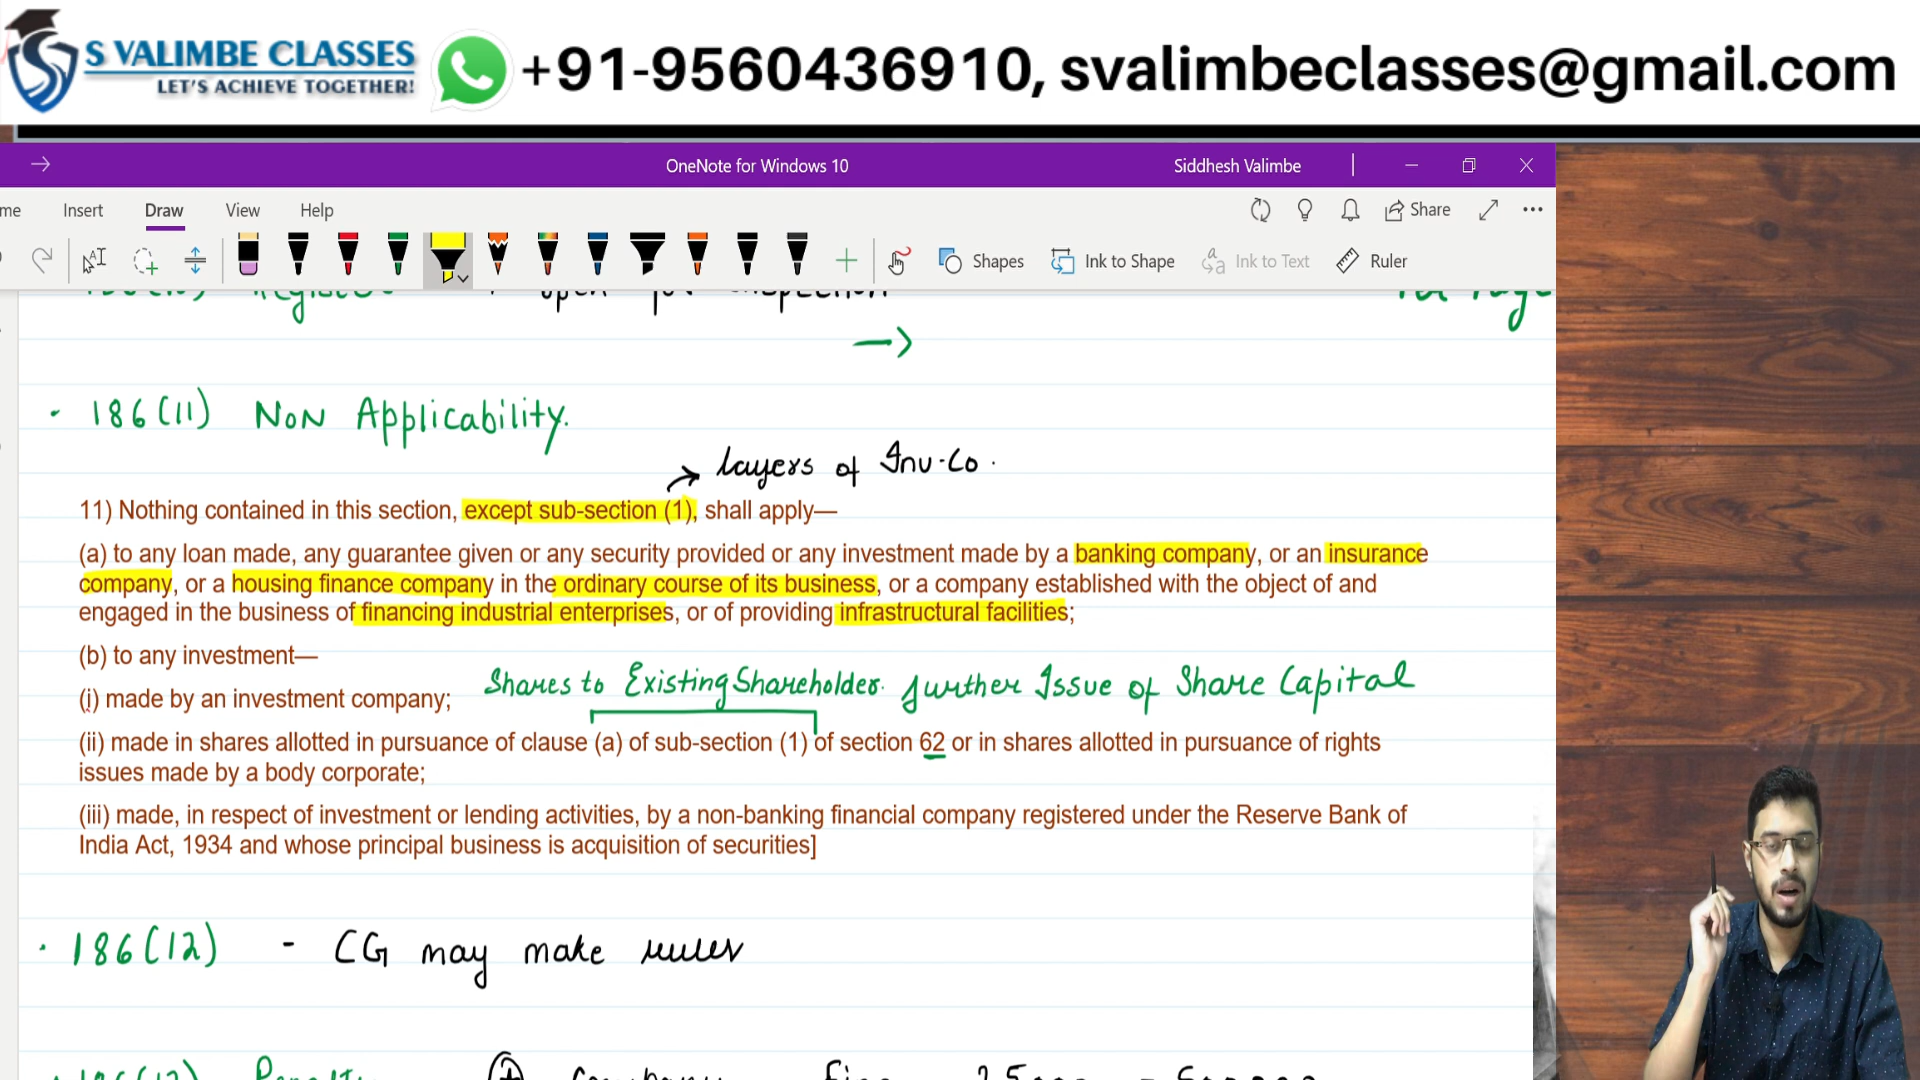 S VALIMBE CLASSES
LET'S ACHIEVE TOGETHER!
+91-9560436910, svalimbeclasses@gmail.com
OneNote for Windows 10
Siddhesh Valimbe
me Insert Draw View Help
Share
Shapes Ink to Shape Ink to Text Ruler
open for inspection
· 186(11) Non Applicability.
layers of Inv-Co.
11) Nothing contained in this section, except sub-section (1), shall apply—
(a) to any loan made, any guarantee given or any security provided or any investment made by a banking company, or an insurance
company, or a housing finance company in the ordinary course of its business, or a company established with the object of and
engaged in the business of financing industrial enterprises, or of providing infrastructural facilities;
(b) to any investment—
Shares to Existing Shareholder. further Issue of Share Capital
(i) made by an investment company;
(ii) made in shares allotted in pursuance of clause (a) of sub-section (1) of section 62 or in shares allotted in pursuance of rights
issues made by a body corporate;
(iii) made, in respect of investment or lending activities, by a non-banking financial company registered under the Reserve Bank of
India Act, 1934 and whose principal business is acquisition of securities]
· 186(12) - CG may make rules
Penalty Company fine